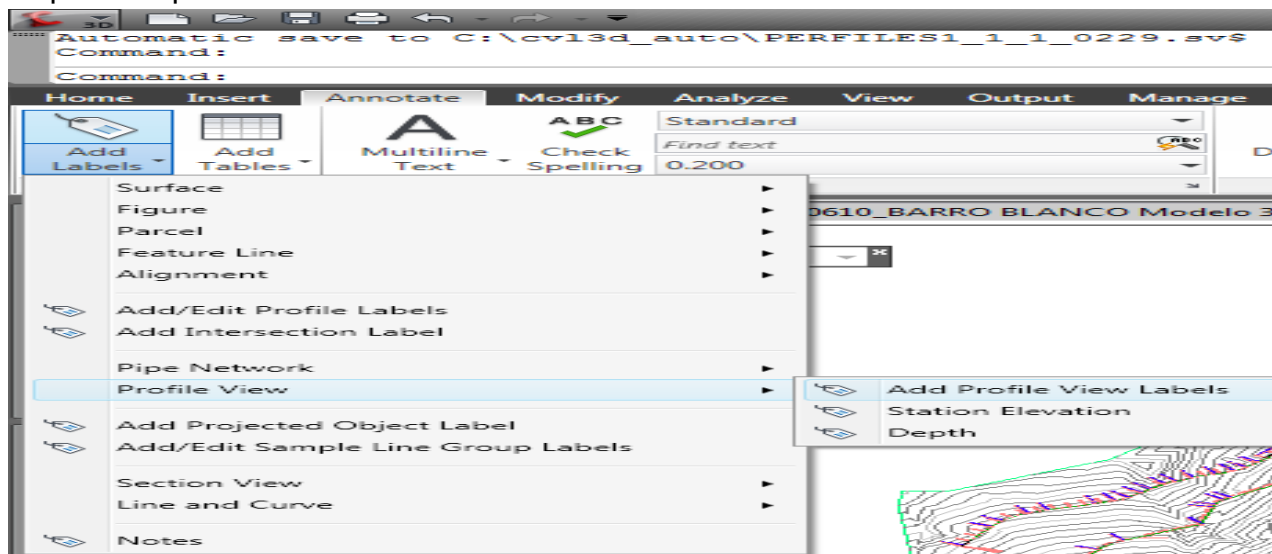 3D
Automatic save to C:\cvl3d_auto\PERFILES1_1_1_0229.sv$
Command:
Command:
Home Insert Annotate Modify Analyze View Output Manage
Add Labels
Add Tables
Multiline Text
ABC
Check Spelling
Standard
Find text
ABC
0.200
D
Surface
Figure
Parcel
Feature Line
Alignment
0610_BARRO BLANCO Modelo 3
Add/Edit Profile Labels
Add Intersection Label
Pipe Network
Profile View
Add Profile View Labels
Station Elevation
Depth
Add Projected Object Label
Add/Edit Sample Line Group Labels
Section View
Line and Curve
Notes